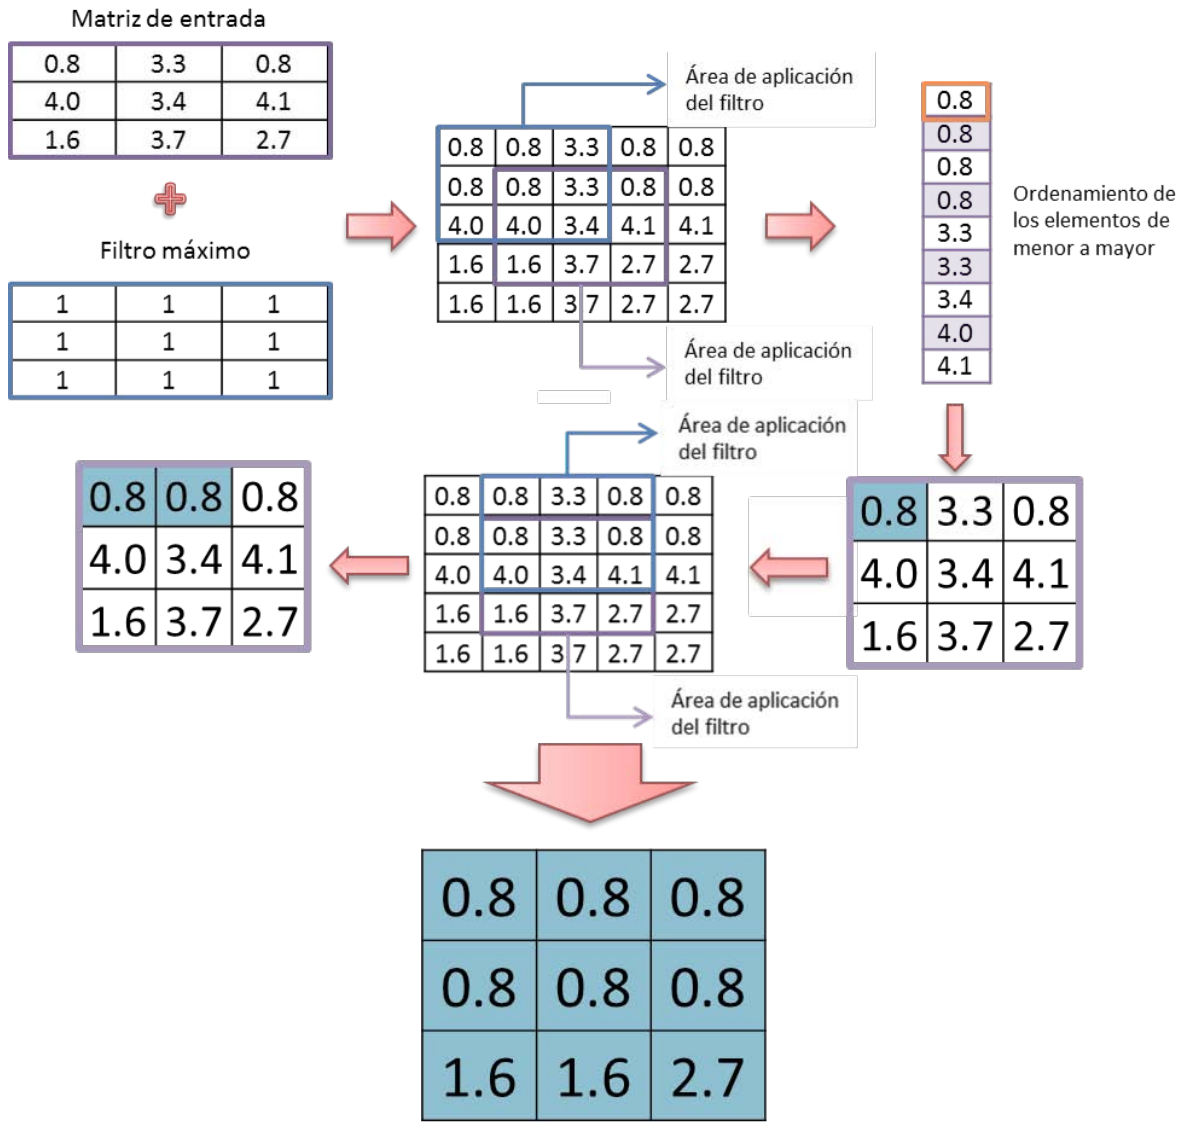 Matriz de entrada
0.8 3.3 0.8
4.0 3.4 4.1
1.6 3.7 2.7
Filtro máximo
1 1 1
1 1 1
1 1 1
Área de aplicación
del filtro
0.8 0.8 3.3 0.8 0.8
0.8 0.8 3.3 0.8 0.8
4.0 4.0 3.4 4.1 4.1
1.6 1.6 3.7 2.7 2.7
1.6 1.6 3.7 2.7 2.7
Área de aplicación
del filtro
0.8
0.8
0.8
0.8
3.3
3.3
3.4
4.0
4.1
Ordenamiento de
los elementos de
menor a mayor
0.8 3.3 0.8
4.0 3.4 4.1
1.6 3.7 2.7
Área de aplicación
del filtro
0.8 0.8 3.3 0.8 0.8
0.8 0.8 3.3 0.8 0.8
4.0 4.0 3.4 4.1 4.1
1.6 1.6 3.7 2.7 2.7
1.6 1.6 3.7 2.7 2.7
Área de aplicación
del filtro
0.8 0.8 0.8
4.0 3.4 4.1
1.6 3.7 2.7
0.8 0.8 0.8
0.8 0.8 0.8
1.6 1.6 2.7